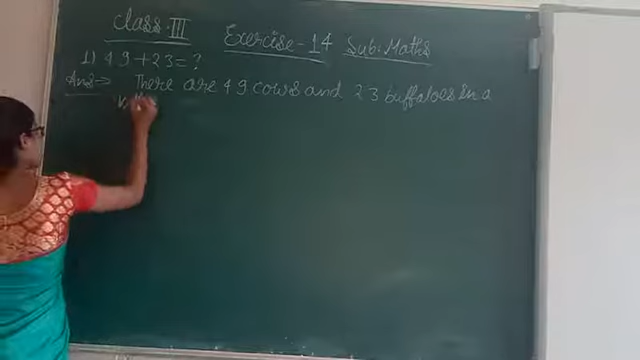 Class-III Exercise-14 Sub: Maths
1) 49+23=?
Ans⇒ There are 49 cows and 23 buffaloes in a